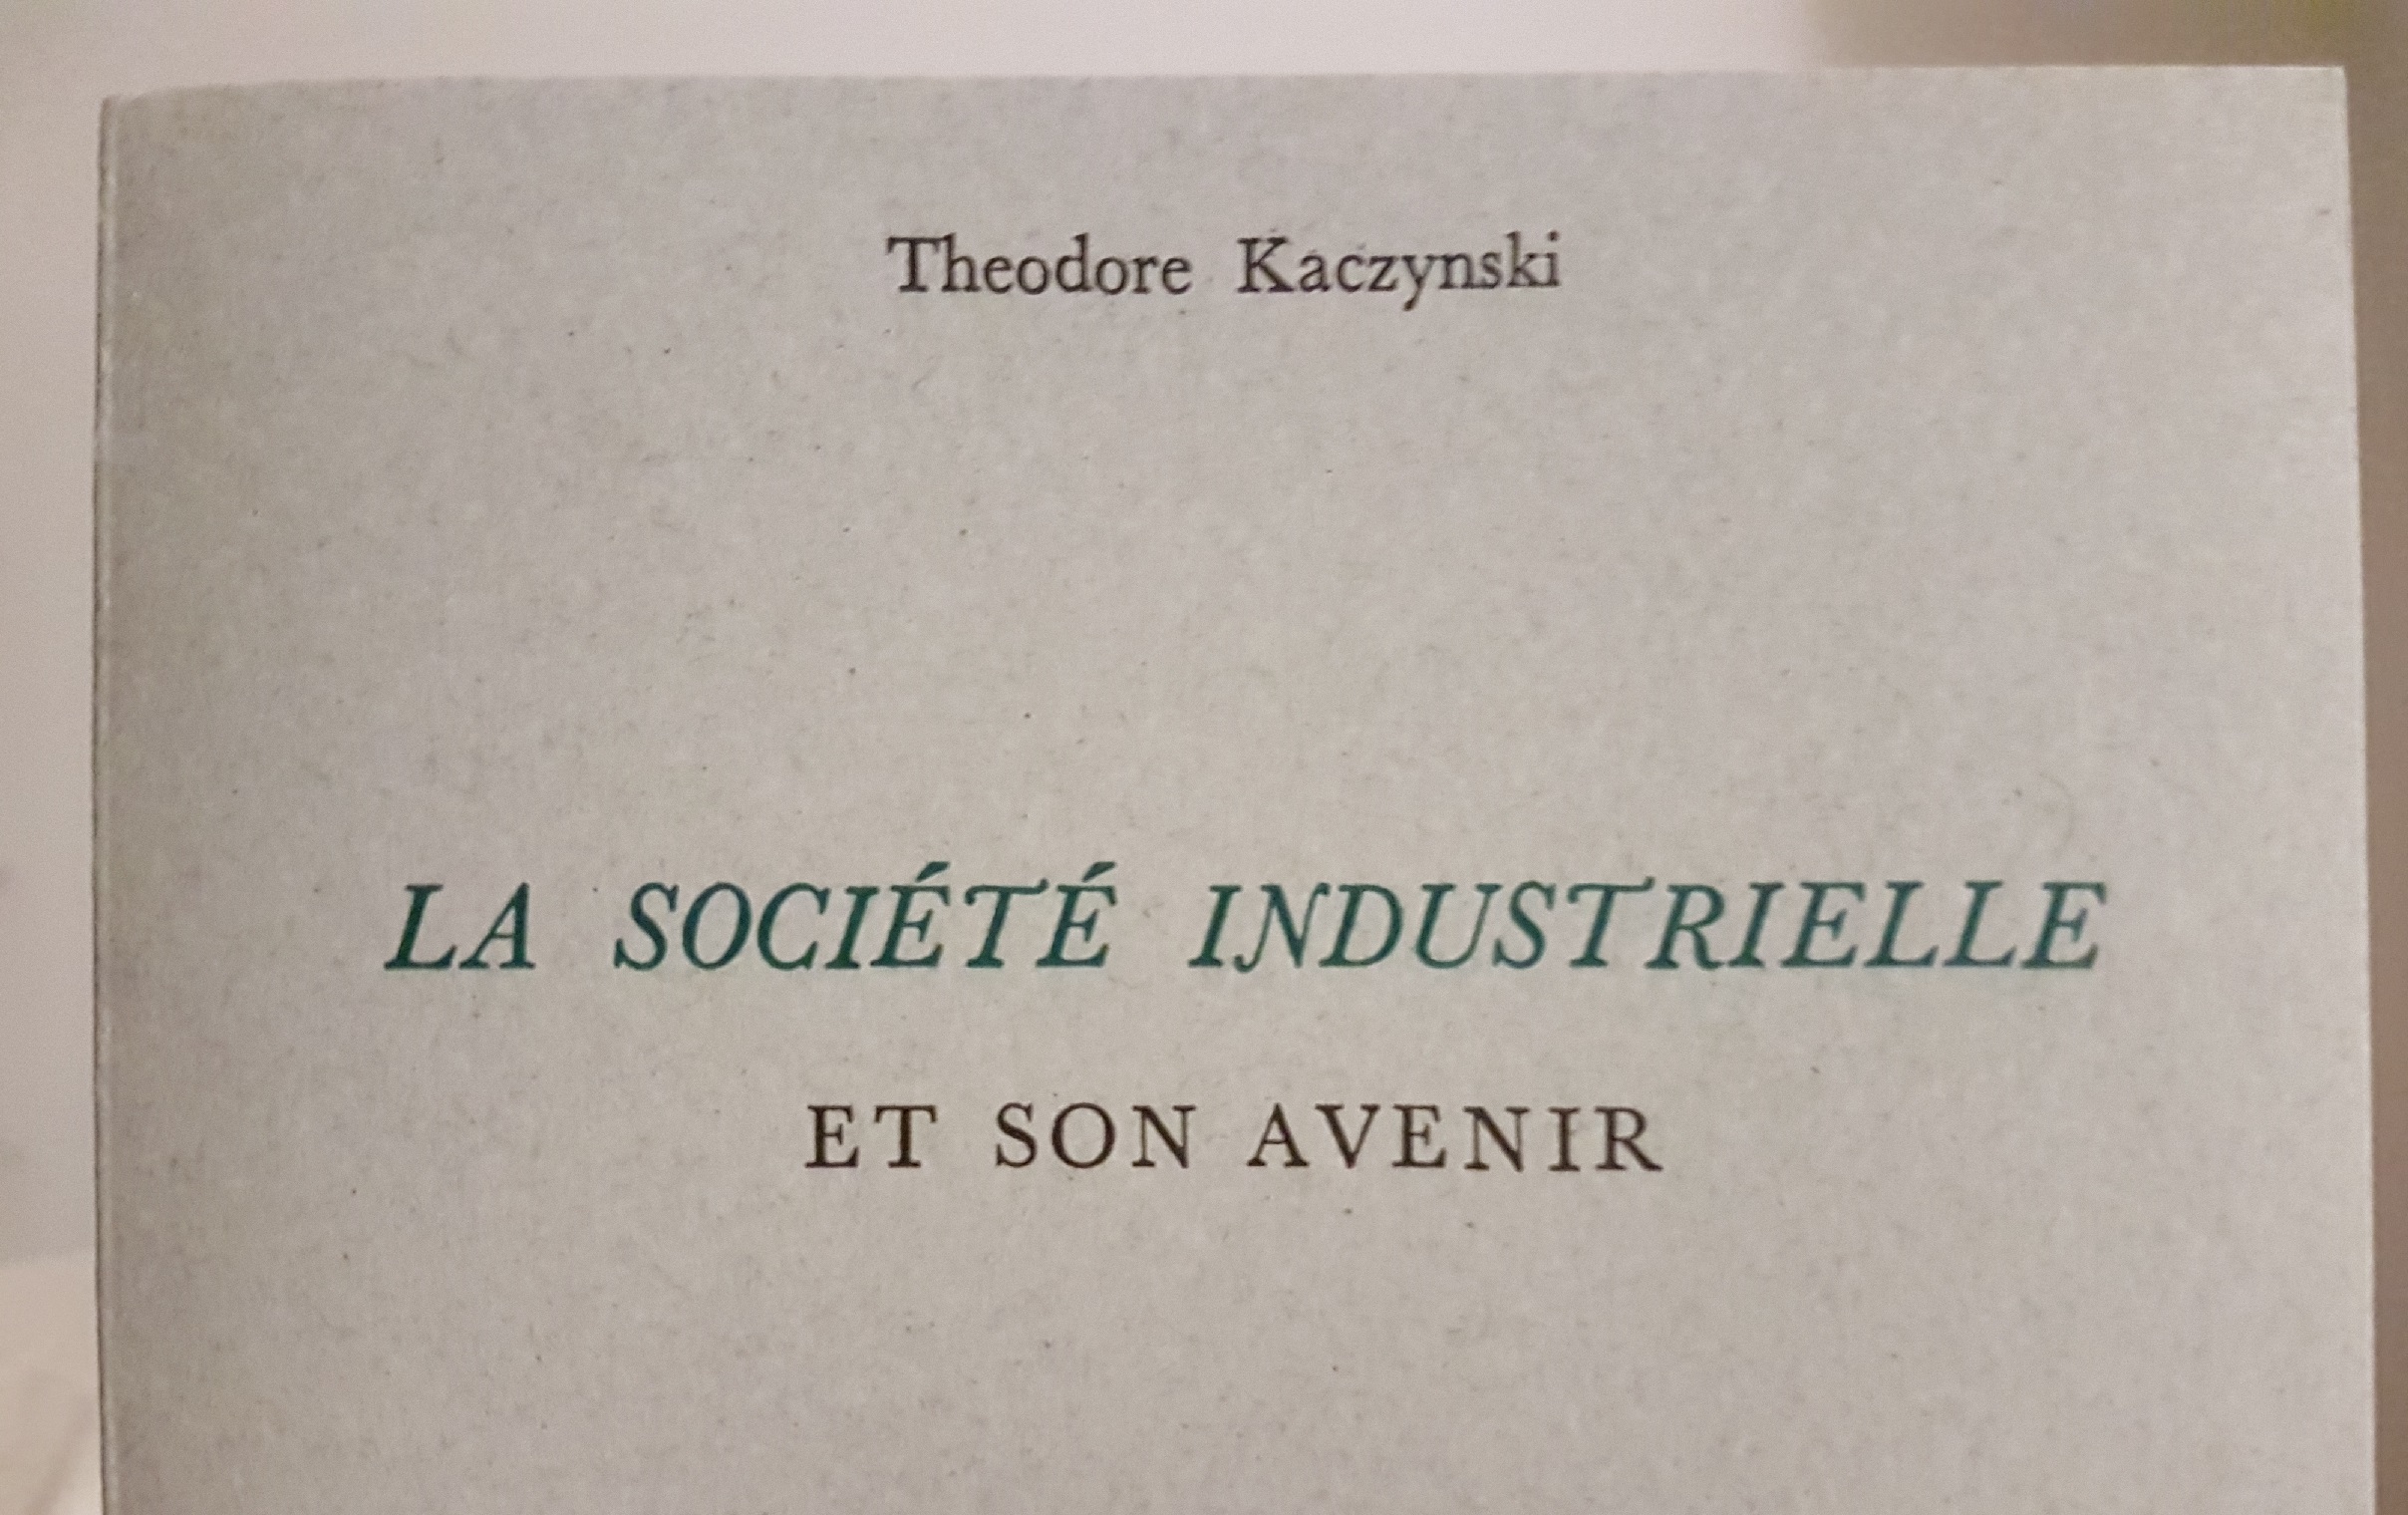 Theodore Kaczynski
LA SOCIÉTÉ INDUSTRIELLE
ET SON AVENIR